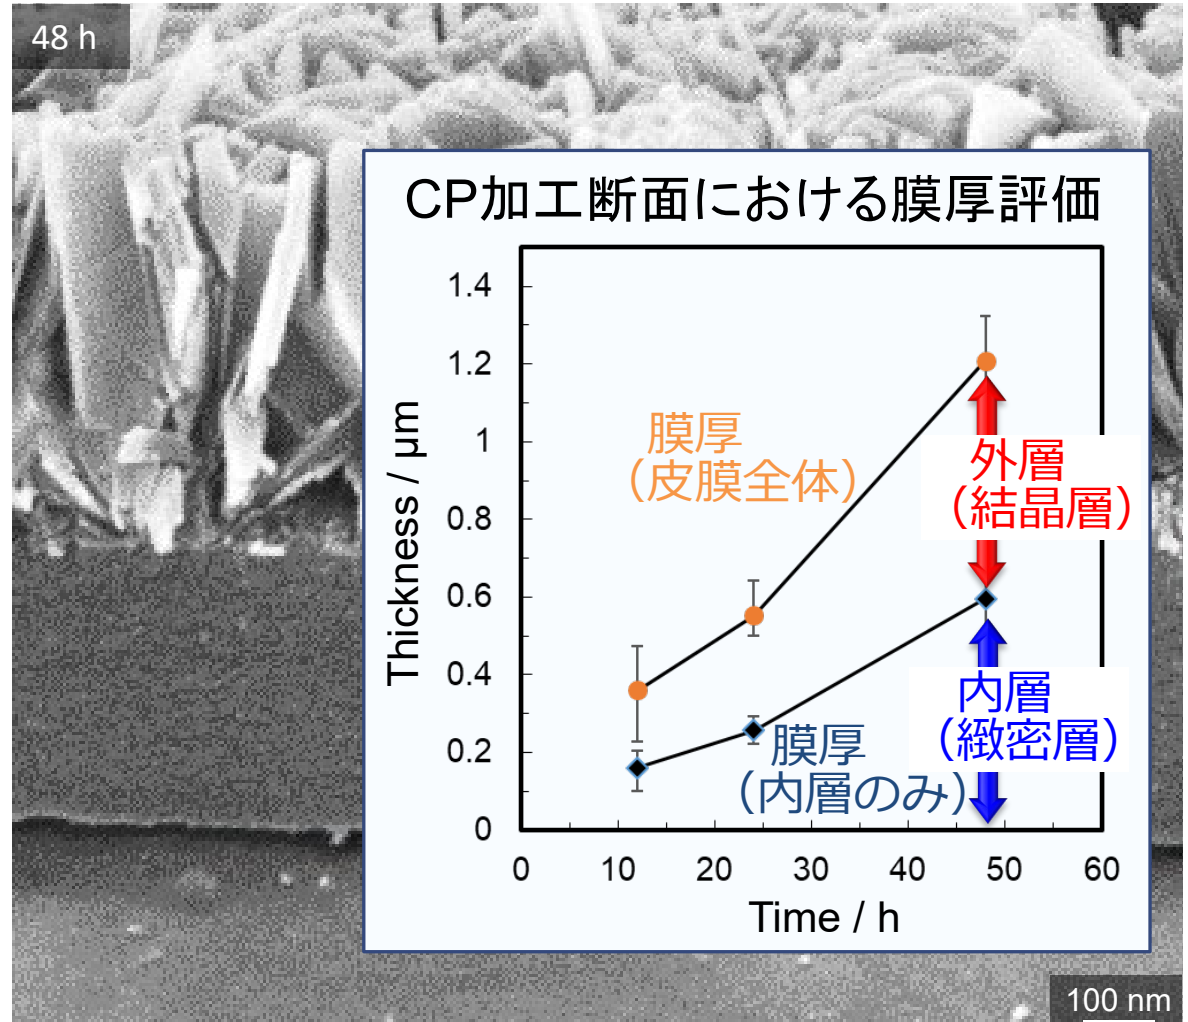 48 h
CP加工断面における膜厚評価
1.4
1.2
1
0.8
0.6
0.4
0.2
0
Thickness / μm
膜厚
（皮膜全体）
外層
（結晶層）
内層
（緻密層）
膜厚
（内層のみ）
0 10 20 30 40 50 60
Time / h
100 nm